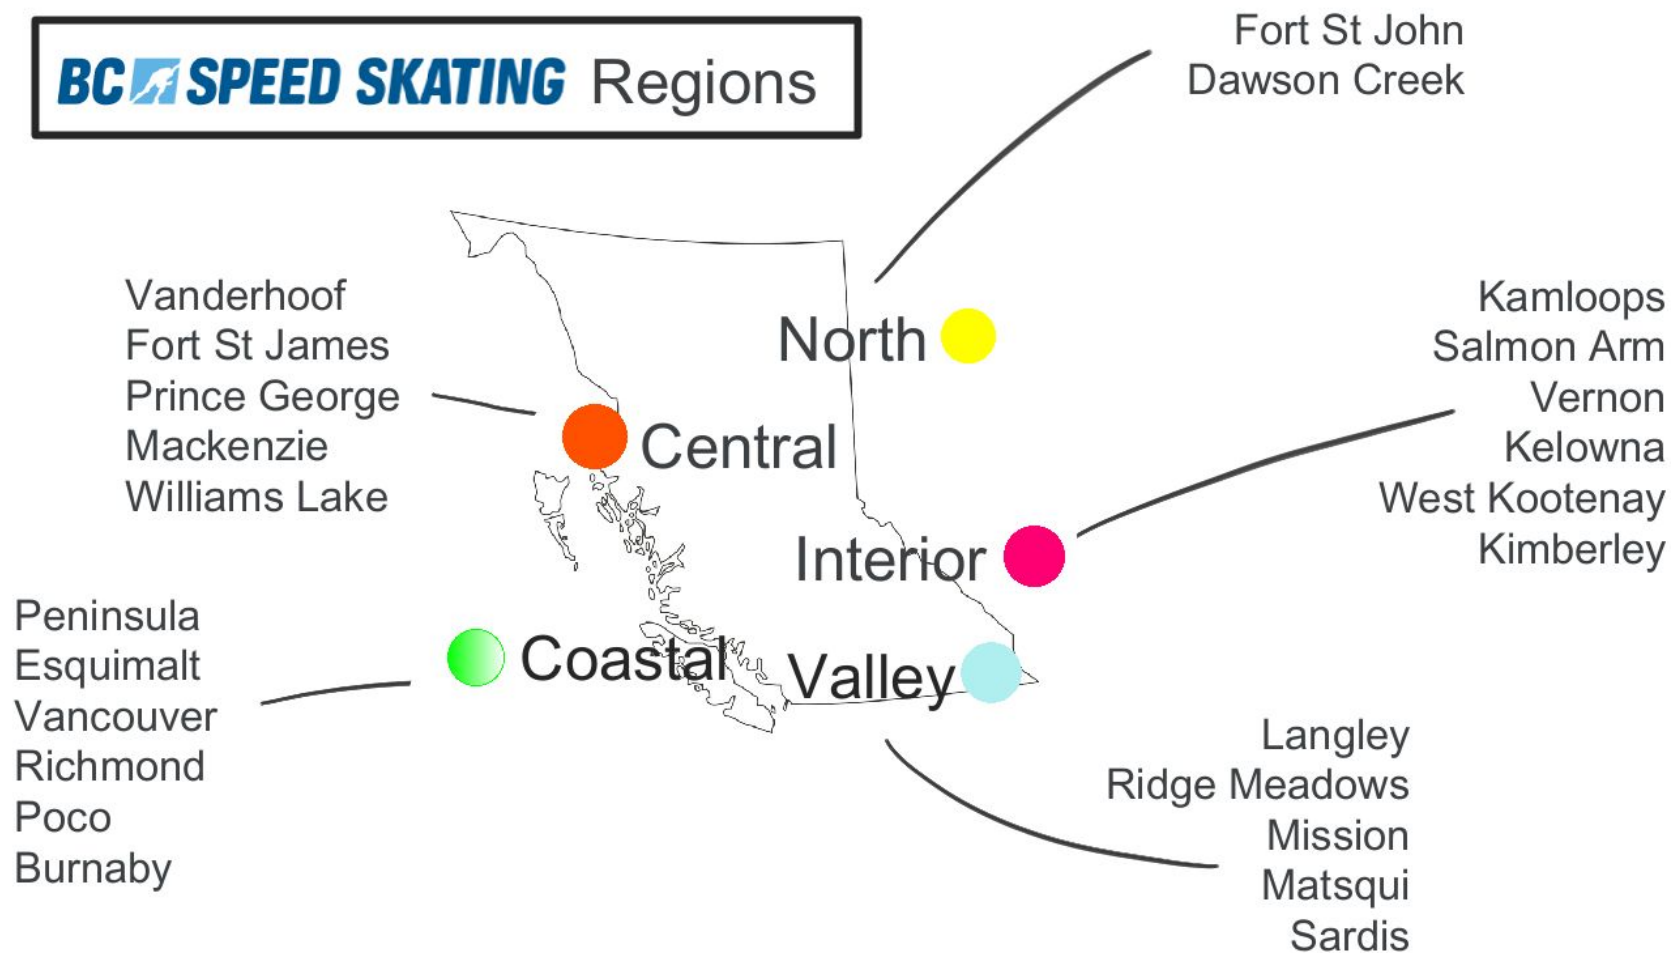 BC SPEED SKATING Regions
Fort St John
Dawson Creek
North
Vanderhoof
Fort St James
Prince George
Mackenzie
Williams Lake
Central
Kamloops
Salmon Arm
Vernon
Kelowna
West Kootenay
Kimberley
Interior
Peninsula
Esquimalt
Vancouver
Richmond
Poco
Burnaby
Coastal
Valley
Langley
Ridge Meadows
Mission
Matsqui
Sardis